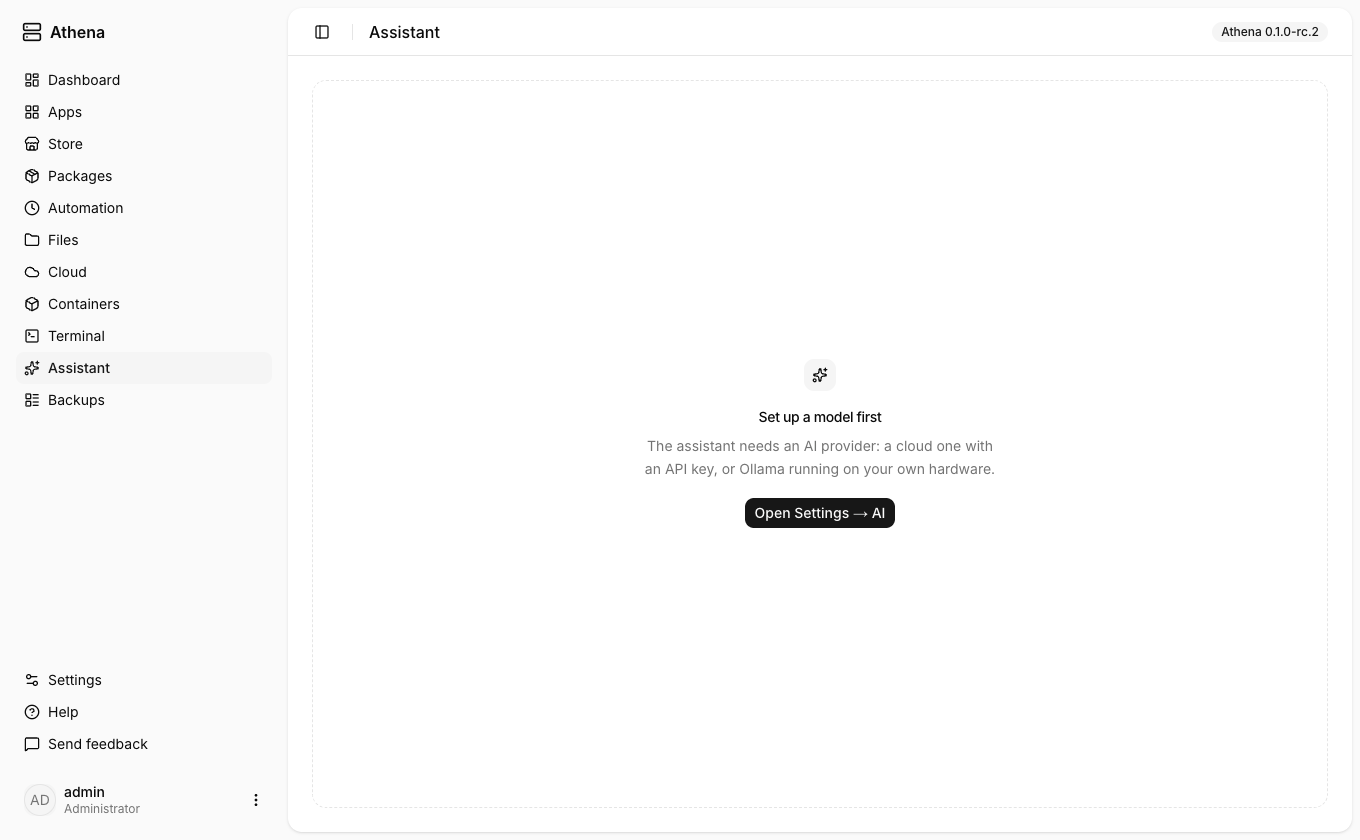 Athena
Dashboard
Apps
Store
Packages
Automation
Files
Cloud
Containers
Terminal
Assistant
Backups
Settings
Help
Send feedback
AD
admin
Administrator
Assistant
Athena 0.1.0-rc.2
Set up a model first
The assistant needs an AI provider: a cloud one with
an API key, or Ollama running on your own hardware.
Open Settings → AI